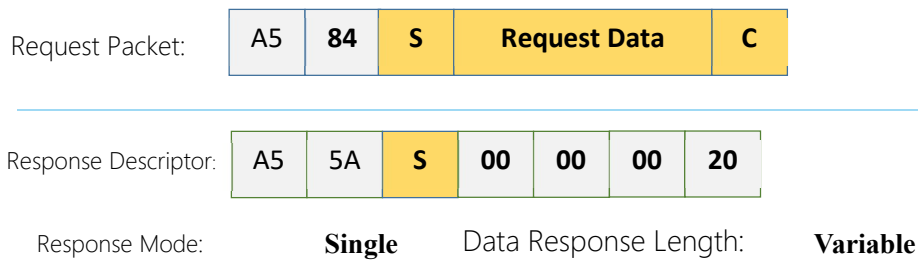 Request Packet: A5 84 S Request Data C
Response Descriptor: A5 5A S 00 00 00 20
Response Mode: Single Data Response Length: Variable